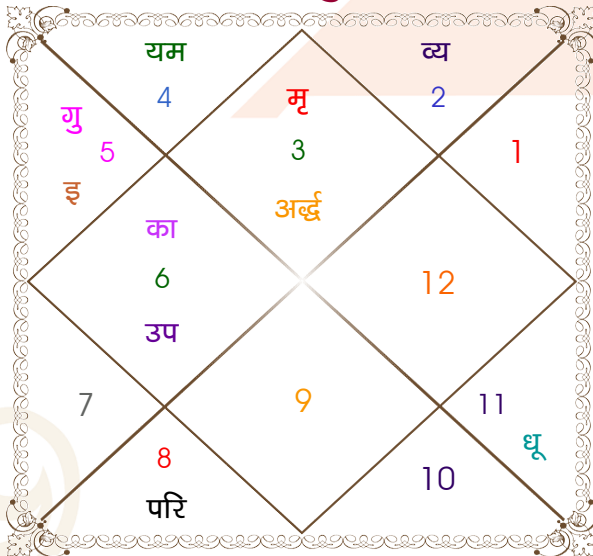 यम व्य
4 मृ 2
गु
5 3 1
इ अर्द्ध
का
6 12
उप
7 9 11
धू
8 10
परि